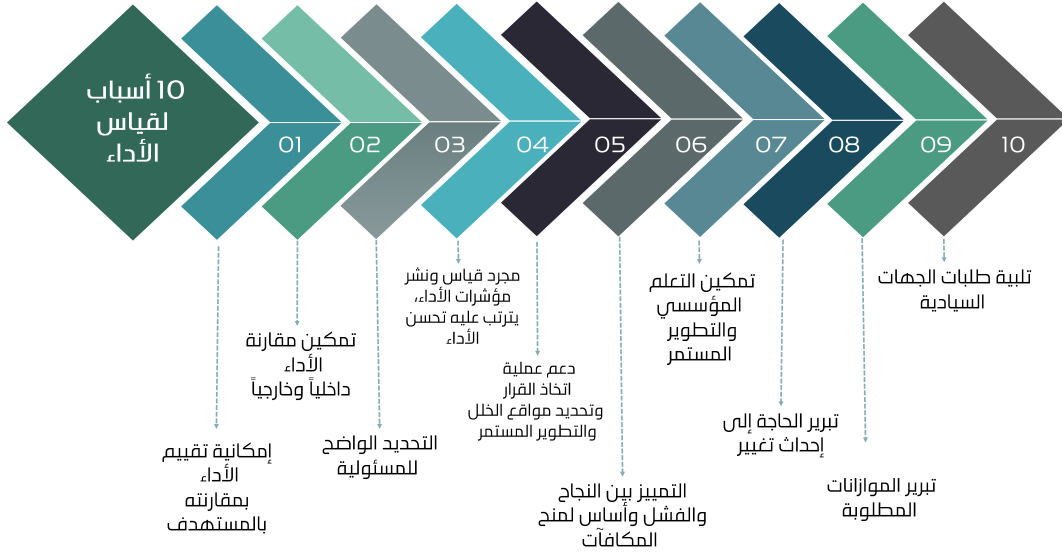 10 أسباب
لقياس
الأداء
01
02
03
04
05
06
07
08
09
10
إمكانية تقييم
الأداء
بمقارنته
بالمستهدف
تمكين مقارنة
الأداء
داخلياً وخارجياً
التحديد الواضح
للمسئولية
مجرد قياس ونشر
مؤشرات الأداء،
يترتب عليه تحسن
الأداء
دعم عملية
اتخاذ القرار
وتحديد مواقع الخلل
والتطوير المستمر
التمييز بين النجاح
والفشل وأساس لمنح
المكافآت
تمكين التعلم
المؤسسي
والتطوير
المستمر
تبرير الحاجة إلى
إحداث تغيير
تبرير الموازانات
المطلوبة
تلبية طلبات الجهات
السيادية